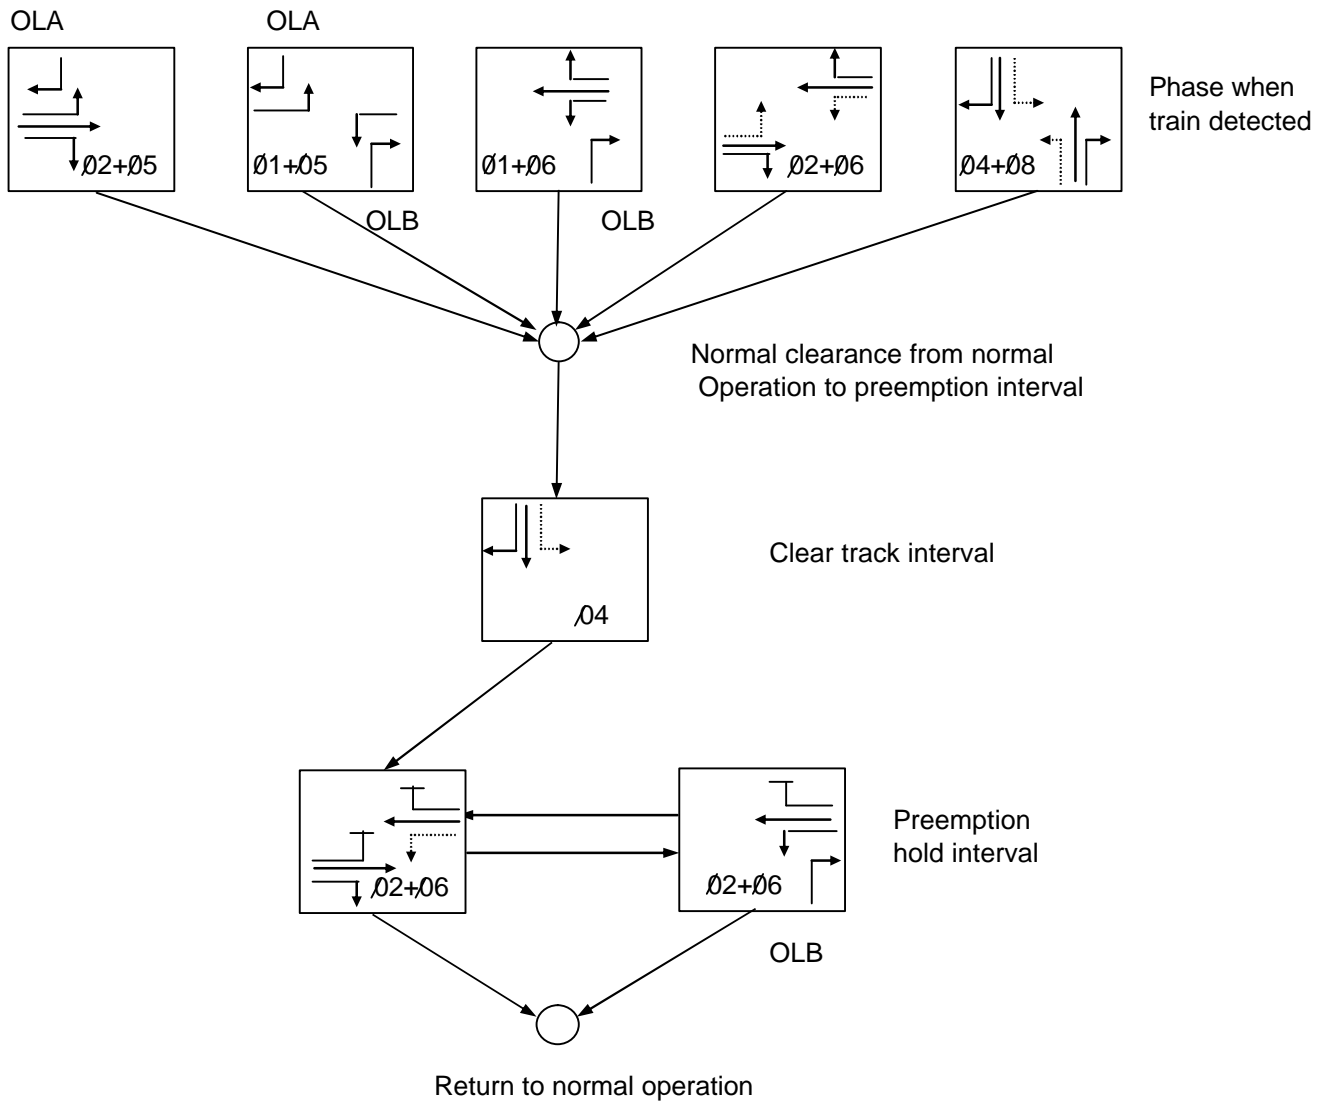 OLA
OLA
Ø2+Ø5
Ø1+Ø5
Ø1+Ø6
Ø2+Ø6
Ø4+Ø8
Phase when
train detected
OLB
OLB
Normal clearance from normal
Operation to preemption interval
Clear track interval
Ø4
Ø2+Ø6
Ø2+Ø6
Preemption
hold interval
OLB
Return to normal operation